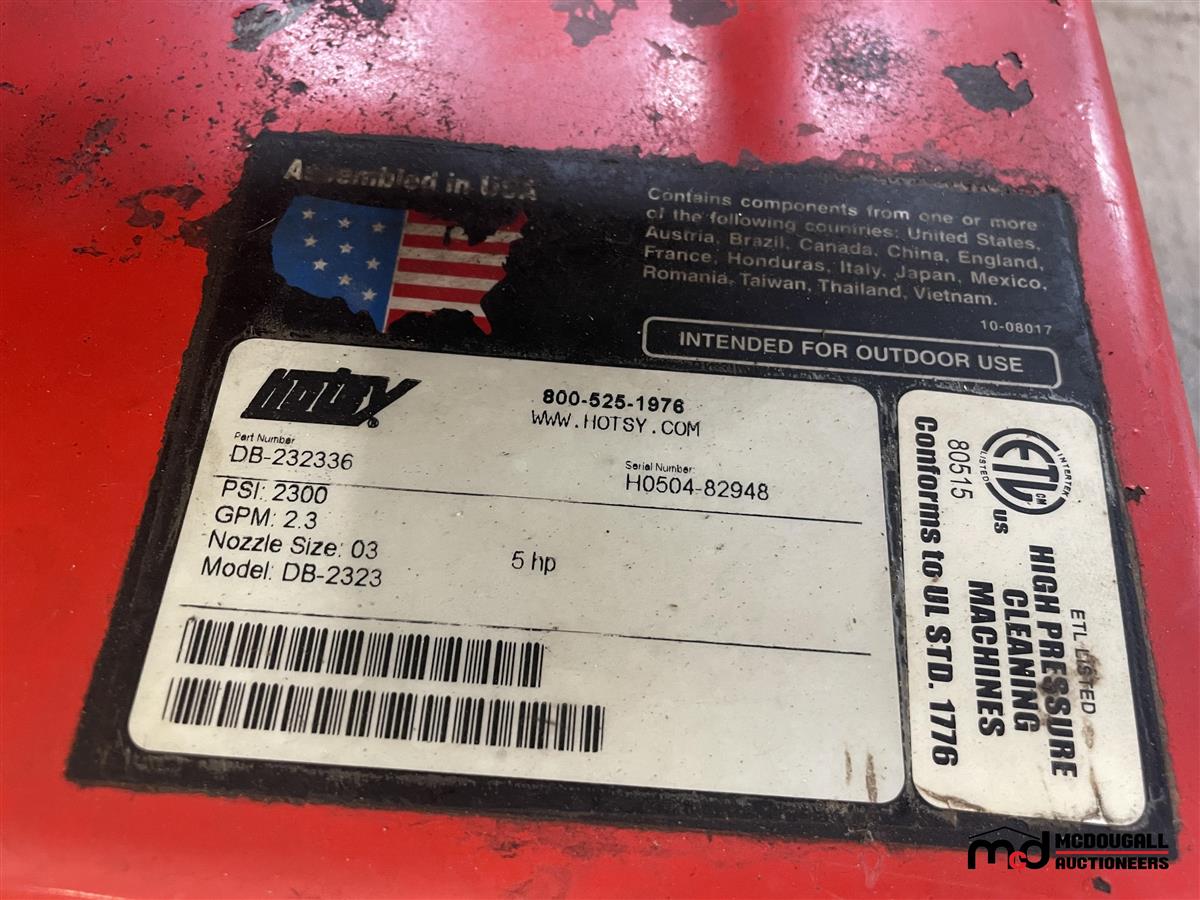 Assembled in USA
Contains components from one or more
of the following countries: United States,
Austria, Brazil, Canada, China, England,
France, Honduras, Italy, Japan, Mexico,
Romania, Taiwan, Thailand, Vietnam.
10-08017
INTENDED FOR OUTDOOR USE
HOTSY®
800-525-1976
WWW.HOTSY.COM
Part Number
DB-232336
Serial Number:
H0504-82948
PSI: 2300
GPM: 2.3
Nozzle Size: 03
5 hp
Model: DB-2323
ETL CM
LISTED
INTERTEK
US
80515
Comforms to UL STD. 1776
ETL LISTED
HIGH PRESSURE
CLEANING
MACHINES
mcd MCDOUGALL
AUCTIONEERS